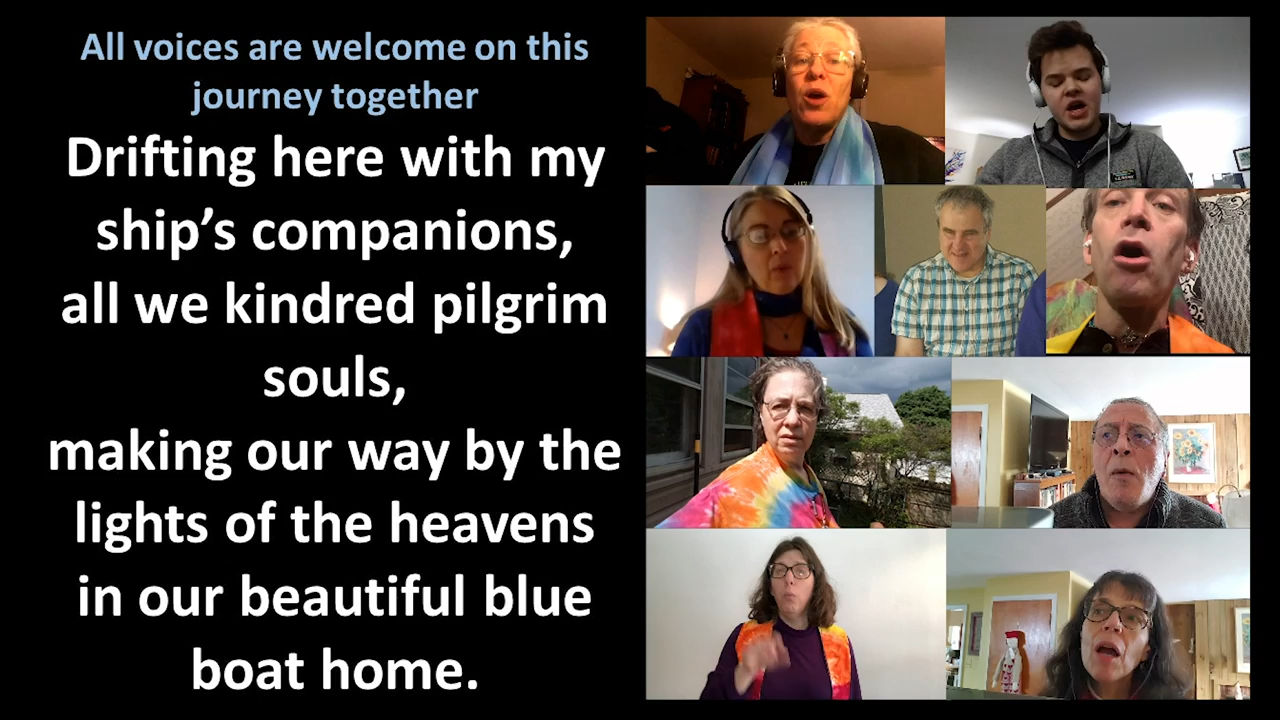 All voices are welcome on this
journey together
Drifting here with my
ship’s companions,
all we kindred pilgrim
souls,
making our way by the
lights of the heavens
in our beautiful blue
boat home.